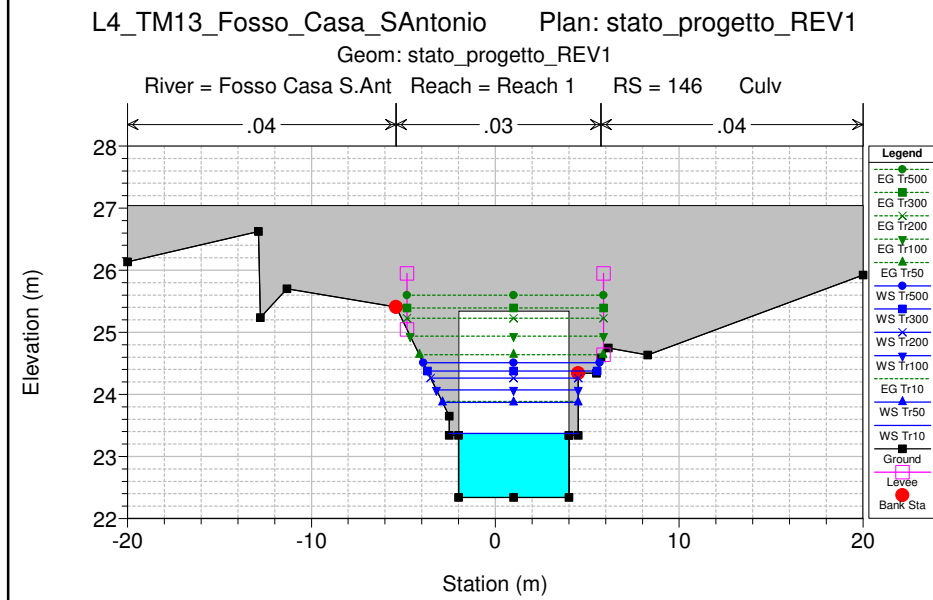 L4_TM13_Fosso_Casa_SAntonio Plan: stato_progetto_REV1
Geom: stato_progetto_REV1
River = Fosso Casa S.Ant Reach = Reach 1 RS = 146 Culv
.04
.03
.04
28
27
26
25
24
23
22
Elevation (m)
-20
-10
0
10
20
Station (m)
Legend
EG Tr500
EG Tr300
EG Tr200
EG Tr100
EG Tr50
WS Tr500
WS Tr300
WS Tr200
WS Tr100
EG Tr10
WS Tr50
WS Tr10
Ground
Levee
Bank Sta